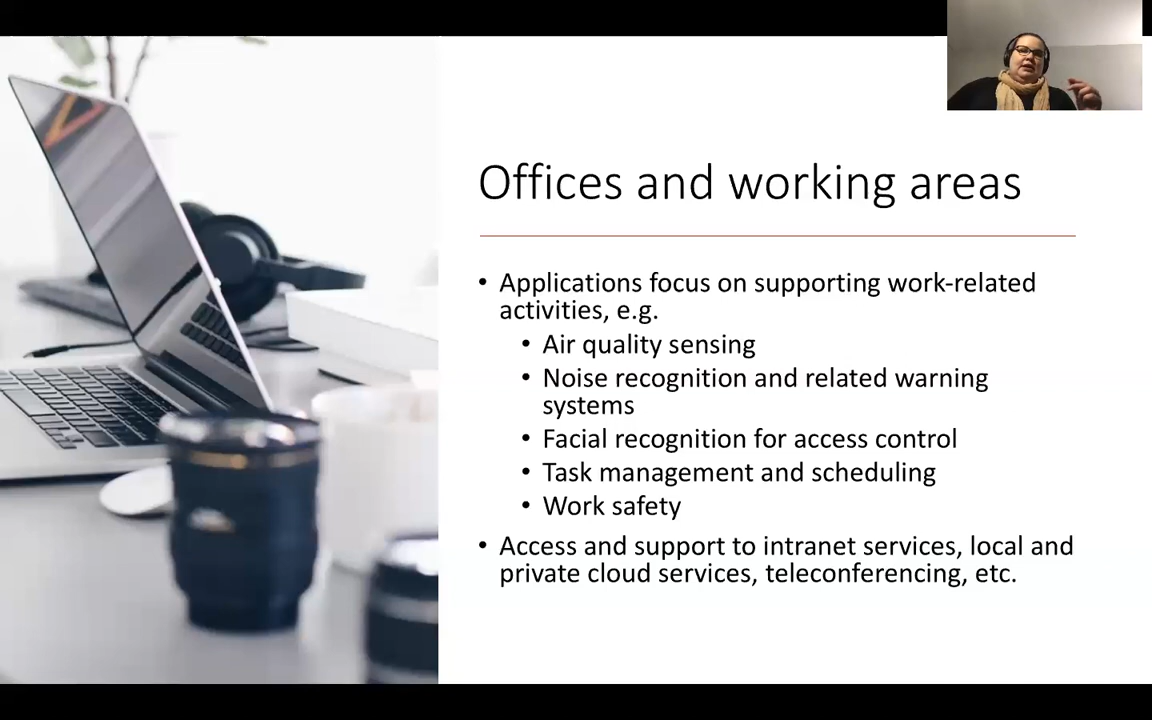 Offices and working areas
• Applications focus on supporting work-related
activities, e.g.
• Air quality sensing
• Noise recognition and related warning
systems
• Facial recognition for access control
• Task management and scheduling
• Work safety
• Access and support to intranet services, local and
private cloud services, teleconferencing, etc.